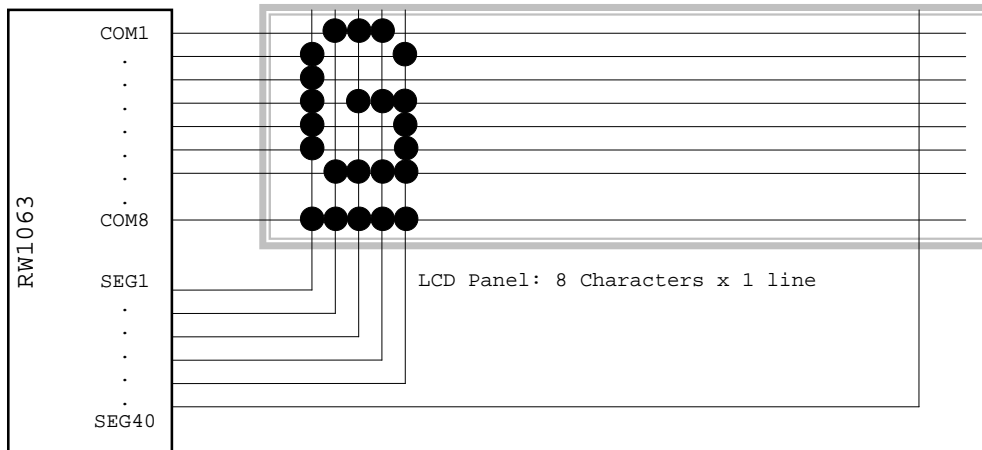 COM1
.
.
.
.
.
.
.
COM8
RW1063
SEG1
LCD Panel: 8 Characters x 1 line
.
.
.
.
.
SEG40